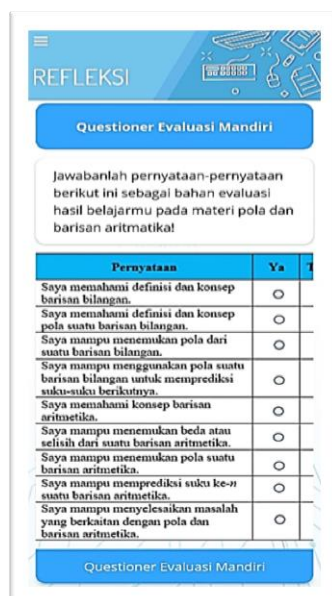 REFLEKSI
Questioner Evaluasi Mandiri
Jawabanlah pernyataan-pernyataan
berikut ini sebagai bahan evaluasi
hasil belajarmu pada materi pola dan
barisan aritmatika!
Pernyataan Ya T
Saya memahami definisi dan konsep
barisan bilangan.
Saya memahami definisi dan konsep
pola suatu barisan bilangan.
Saya mampu menemukan pola dari
suatu barisan bilangan.
Saya mampu menggunakan pola suatu
barisan bilangan untuk memprediksi
suku-suku berikutnya.
Saya memahami konsep barisan
aritmetika.
Saya mampu menemukan beda atau
selisih dari suatu barisan aritmetika.
Saya mampu menemukan pola suatu
barisan aritmetika.
Saya mampu memprediksi suku ke-n
suatu barisan aritmetika.
Saya mampu menyelesaikan masalah
yang berkaitan dengan pola dan
barisan aritmetika.
Questioner Evaluasi Mandiri